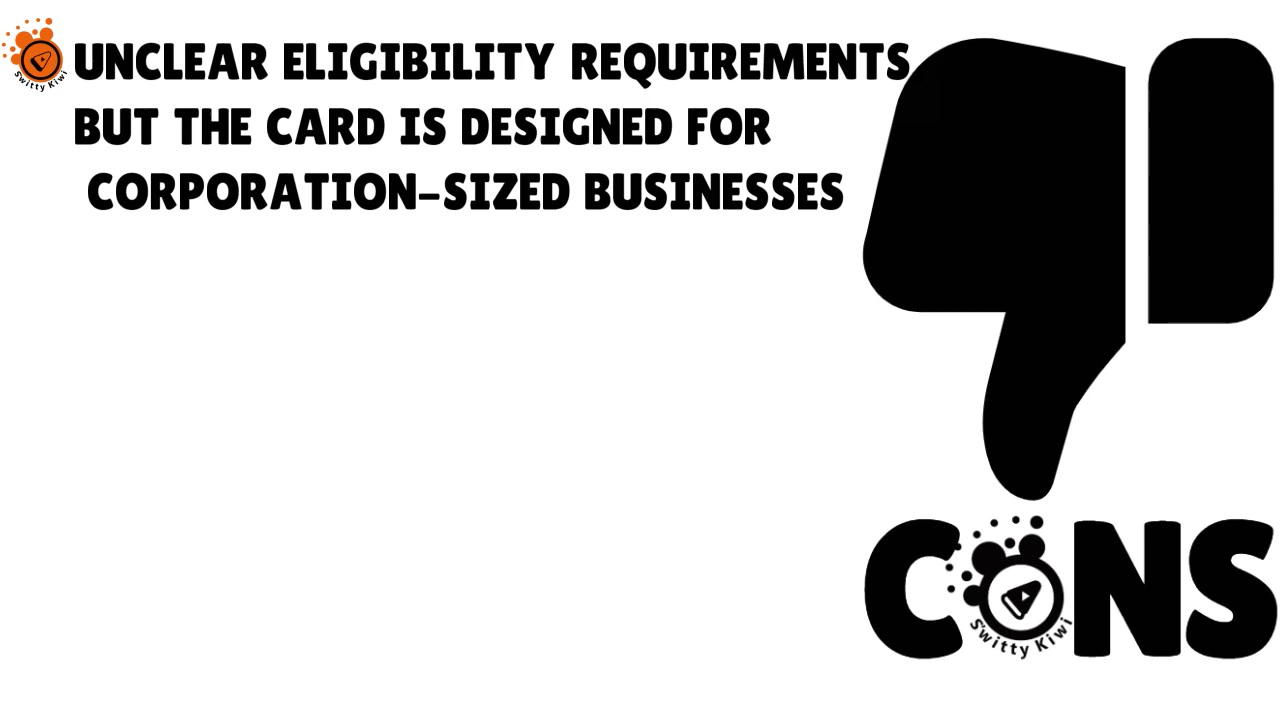 UNCLEAR ELIGIBILITY REQUIREMENTS
BUT THE CARD IS DESIGNED FOR
CORPORATION-SIZED BUSINESSES
Switty Kiwi
CONS
Switty Kiwi